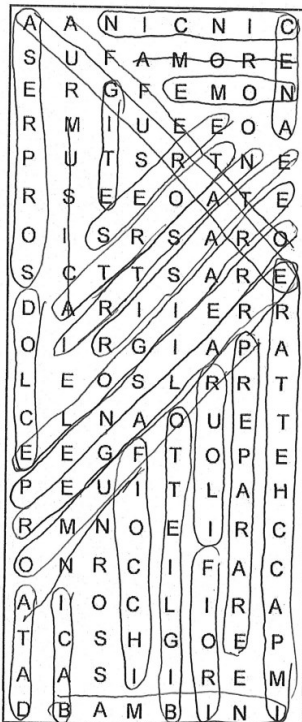 A A N I C N I C
S U F A M O R E
E R G F E M O N
R M I U E E O A
P U T S R T N E
R S E E O A T E
O I S R S A R O
S C T T S A R E
D A R I I E R R
O I R G I A P A
L E O S L R R T
C L N A O U E T
E E G F T O P E
P E U I T L A H
R M N O E I R C
O N R C I F A C
A I O C L I R A
T C S H G O E P
A A S I I R E M
D B A M B I N I